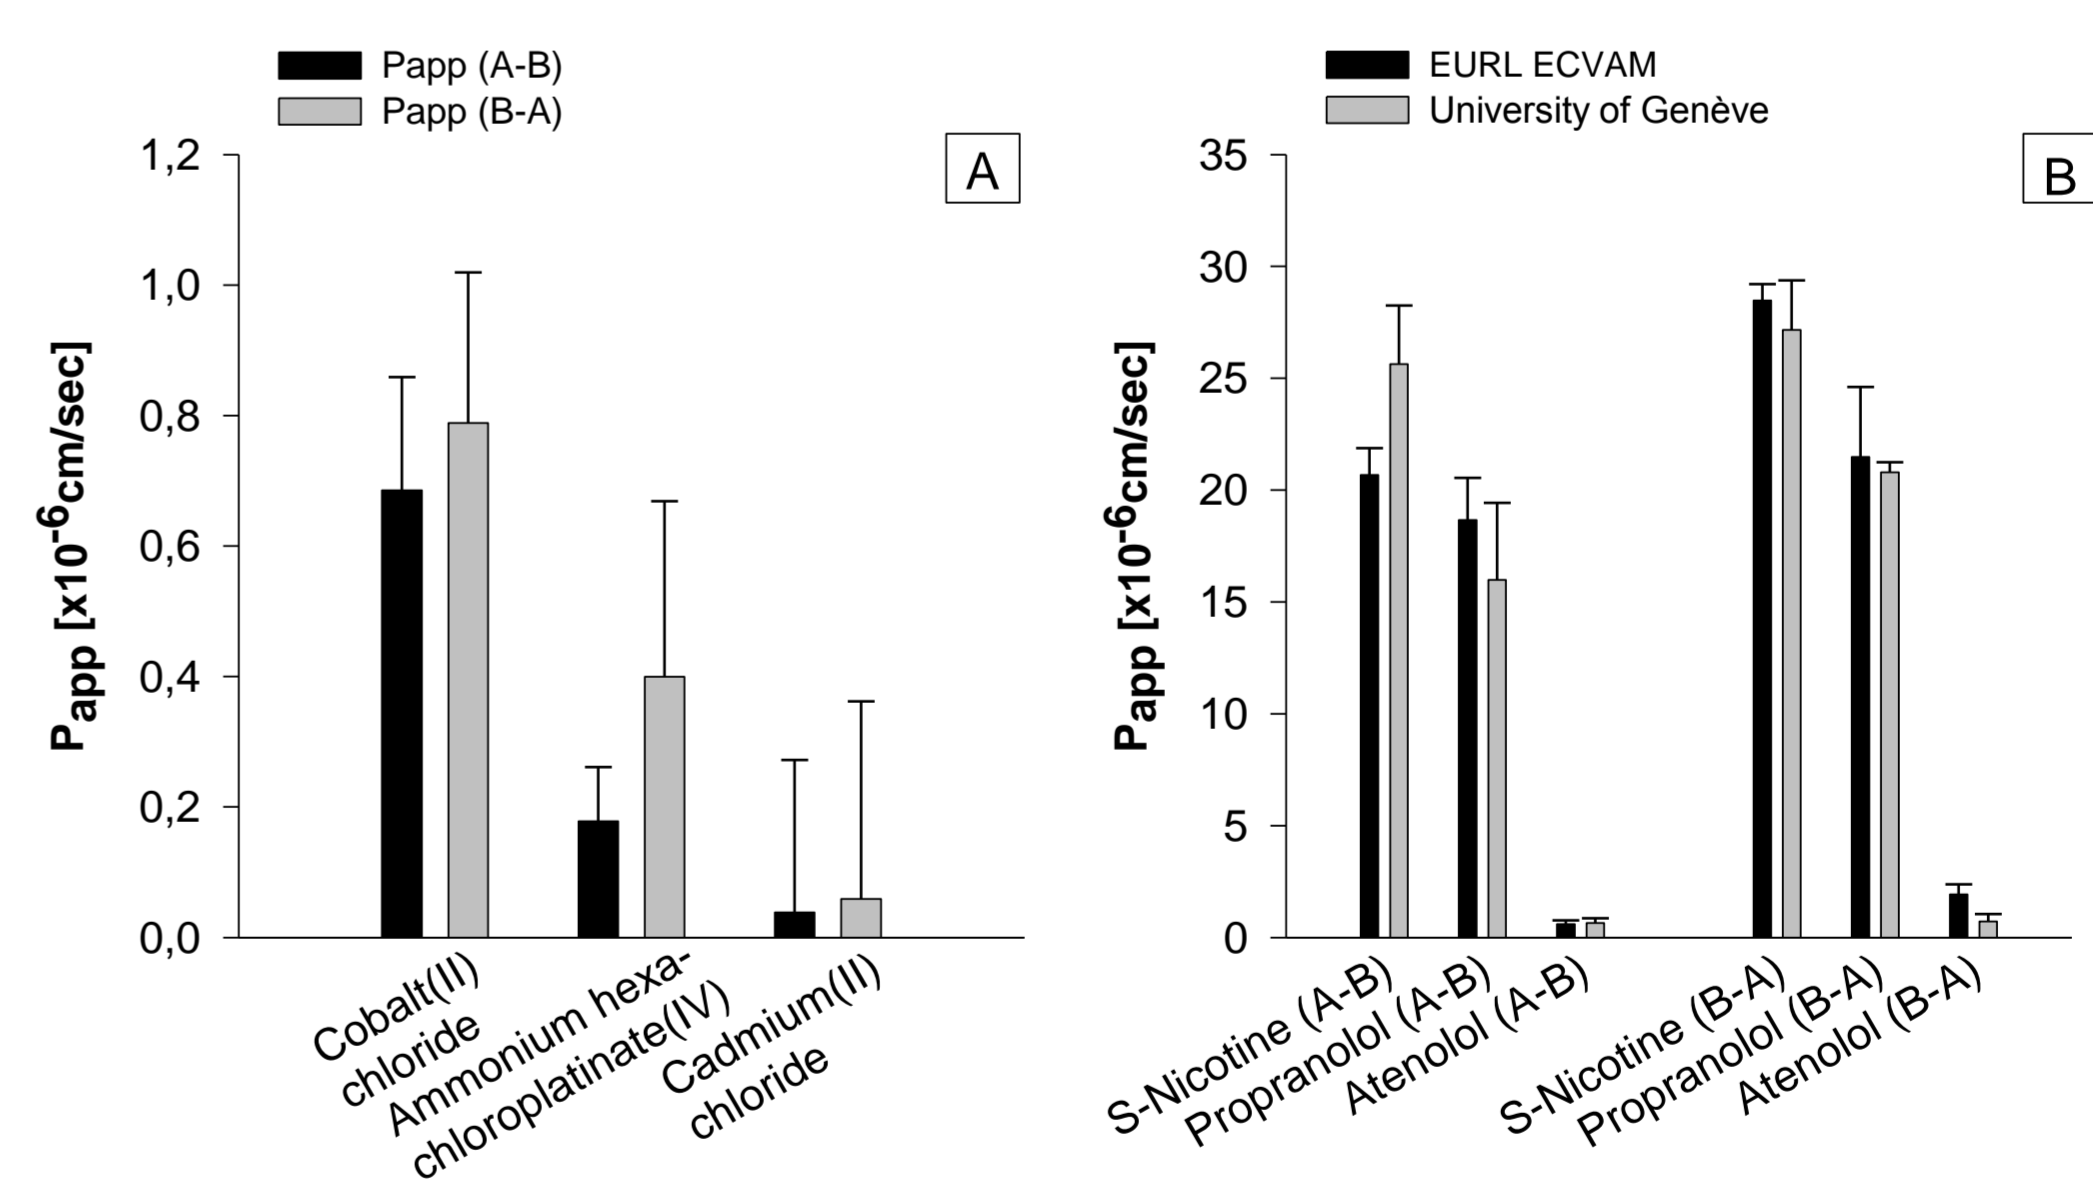 Papp (A-B)
Papp (B-A)
A
1,2
1,0
0,8
0,6
0,4
0,2
0,0
Papp [x10-6cm/sec]
Cobalt(II)
chloride
Ammonium hexa-
chloroplatinate(IV)
Cadmium(II)
chloride
EURL ECVAM
University of Genève
B
35
30
25
20
15
10
5
0
Papp [x10-6cm/sec]
S-Nicotine (A-B)
Propranolol (A-B)
Atenolol (A-B)
S-Nicotine (B-A)
Propranolol (B-A)
Atenolol (B-A)